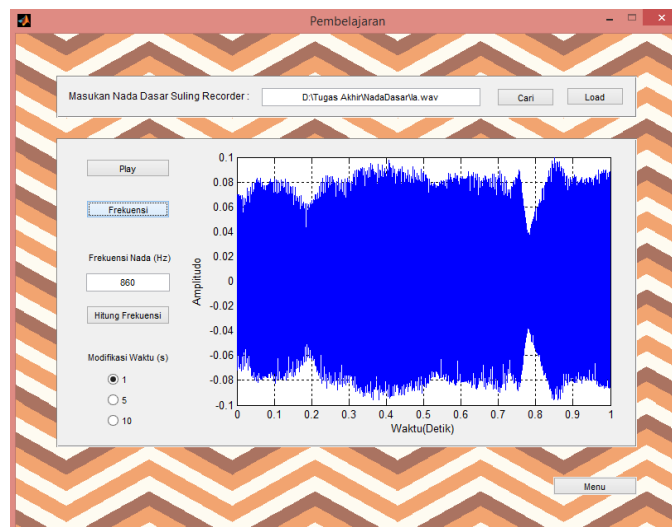 Pembelajaran
Masukan Nada Dasar Suling Recorder :
D:\Tugas Akhir\NadaDasar\la.wav
Cari
Load
Play
Frekuensi
Frekuensi Nada (Hz)
860
Hitung Frekuensi
Modifikasi Waktu (s)
1
5
10
Amplitudo
0.1
0.08
0.06
0.04
0.02
0
-0.02
-0.04
-0.06
-0.08
-0.1
0 0.1 0.2 0.3 0.4 0.5 0.6 0.7 0.8 0.9 1
Waktu(Detik)
Menu